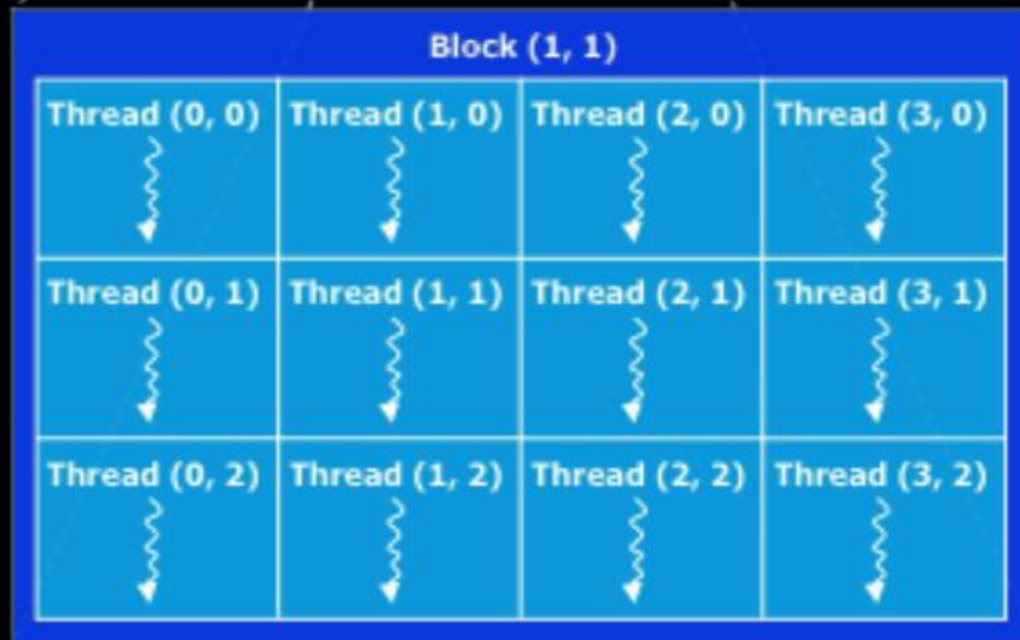 Block (1, 1)
Thread (0, 0) Thread (1, 0) Thread (2, 0) Thread (3, 0)
Thread (0, 1) Thread (1, 1) Thread (2, 1) Thread (3, 1)
Thread (0, 2) Thread (1, 2) Thread (2, 2) Thread (3, 2)